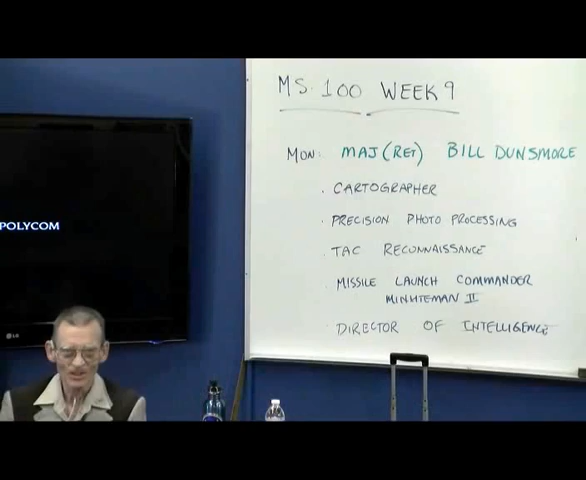 MS. 100 WEEK 9
MON: MAJ (RET) BILL DUNSMORE
. CARTOGRAPHER
. PRECISION PHOTO PROCESSING
. TAC RECONNAISSANCE
. MISSILE LAUNCH COMMANDER
MINUTEMAN II
. DIRECTOR OF INTELLIGENCE
POLYCOM
LG